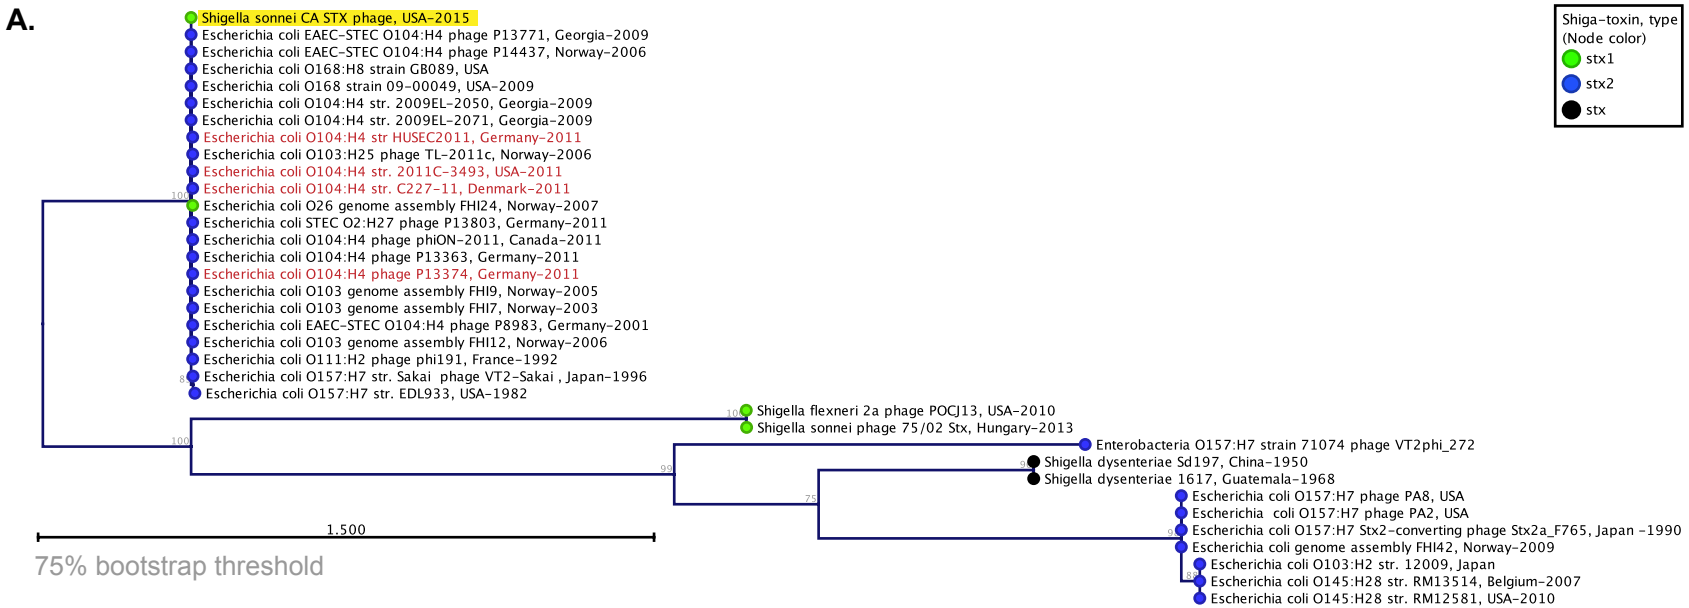 A.
Shigella sonnei CA STX phage, USA-2015
Escherichia coli EAEC-STEC O104:H4 phage P13771, Georgia-2009
Escherichia coli EAEC-STEC O104:H4 phage P14437, Norway-2006
Escherichia coli O168:H8 strain GB089, USA
Escherichia coli O168 strain 09-00049, USA-2009
Escherichia coli O104:H4 str. 2009EL-2050, Georgia-2009
Escherichia coli O104:H4 str. 2009EL-2071, Georgia-2009
Escherichia coli O104:H4 str HUSEC2011, Germany-2011
Escherichia coli O103:H25 phage TL-2011c, Norway-2006
Escherichia coli O104:H4 str. 2011C-3493, USA-2011
Escherichia coli O104:H4 str. C227-11, Denmark-2011
100
Escherichia coli O26 genome assembly FHI24, Norway-2007
Escherichia coli STEC O2:H27 phage P13803, Germany-2011
Escherichia coli O104:H4 phage phiON-2011, Canada-2011
Escherichia coli O104:H4 phage P13363, Germany-2011
Escherichia coli O104:H4 phage P13374, Germany-2011
Escherichia coli O103 genome assembly FHI9, Norway-2005
Escherichia coli O103 genome assembly FHI7, Norway-2003
Escherichia coli EAEC-STEC O104:H4 phage P8983, Germany-2001
Escherichia coli O103 genome assembly FHI12, Norway-2006
Escherichia coli O111:H2 phage phi191, France-1992
Escherichia coli O157:H7 str. Sakai  phage VT2-Sakai , Japan-1996
Escherichia coli O157:H7 str. EDL933, USA-1982
100
Shigella flexneri 2a phage POCJ13, USA-2010
Shigella sonnei phage 75/02 Stx, Hungary-2013
100
Enterobacteria O157:H7 strain 71074 phage VT2phi_272
99
Shigella dysenteriae Sd197, China-1950
Shigella dysenteriae 1617, Guatemala-1968
75
Escherichia coli O157:H7 phage PA8, USA
Escherichia  coli O157:H7 phage PA2, USA
Escherichia coli O157:H7 Stx2-converting phage Stx2a_F765, Japan -1990
Escherichia coli genome assembly FHI42, Norway-2009
Escherichia coli O103:H2 str. 12009, Japan
Escherichia coli O145:H28 str. RM13514, Belgium-2007
Escherichia coli O145:H28 str. RM12581, USA-2010
1.500
75% bootstrap threshold
Shiga-toxin, type
(Node color)
stx1
stx2
stx